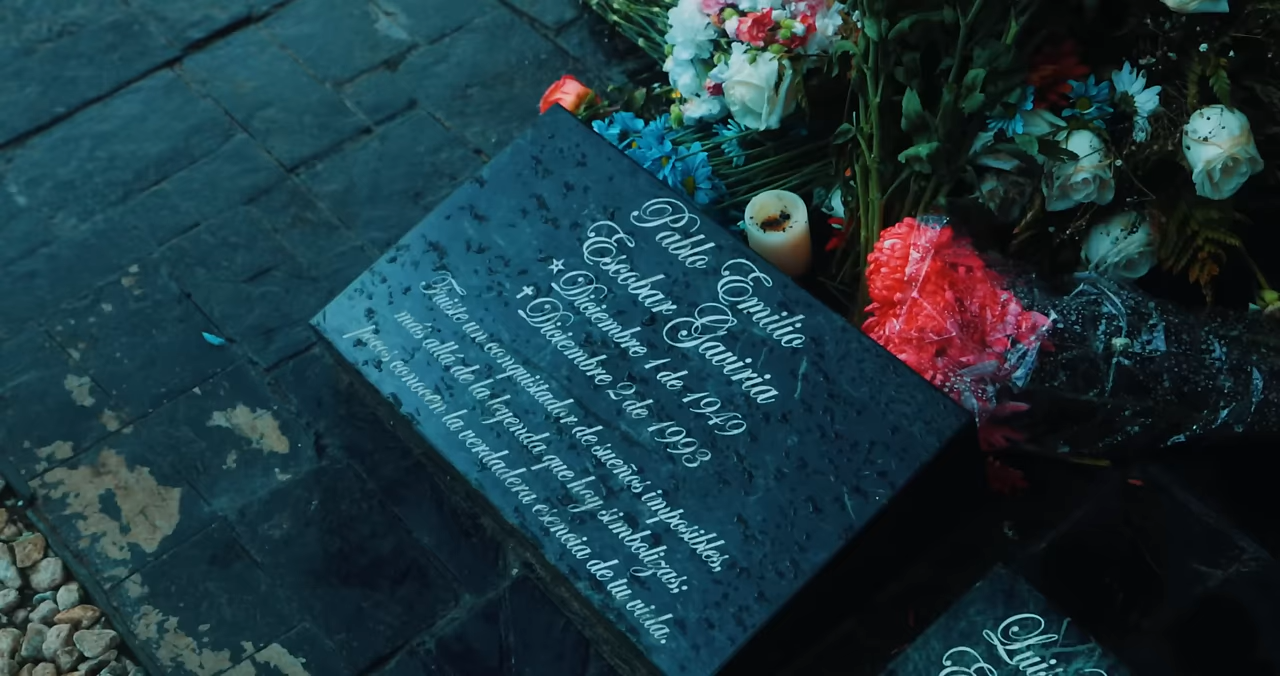 Pablo Emilio
Escobar Gaviria
☆ Diciembre 1 de 1949
✝ Diciembre 2 de 1993
Fuiste un conquistador de sueños imposibles,
más allá de la leyenda que hoy simbolizas;
pocos conocen la verdadera esencia de tu vida.